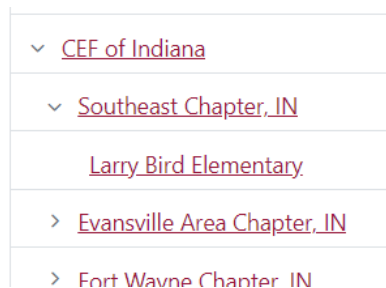 CEF of Indiana
Southeast Chapter, IN
Larry Bird Elementary
Evansville Area Chapter, IN
Fort Wayne Chapter, IN